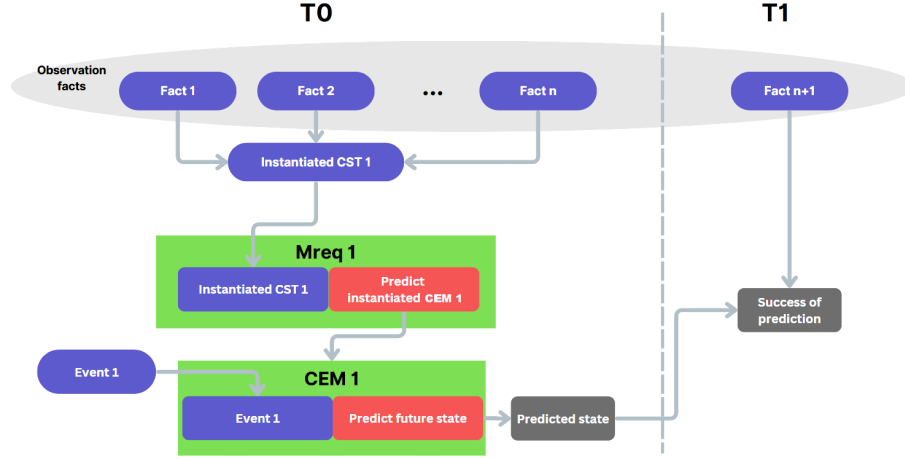 T0
T1
Observation
facts
Fact 1
Fact 2
...
Fact n
Fact n+1
Instantiated CST 1
Mreq 1
Instantiated CST 1
Predict
instantiated CEM 1
Success of
prediction
Event 1
CEM 1
Event 1
Predict future state
Predicted state